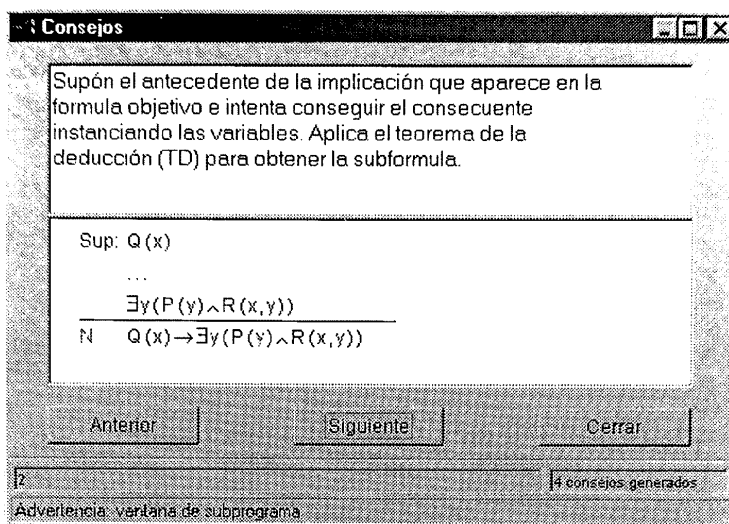 Consejos
Supón el antecedente de la implicación que aparece en la
formula objetivo e intenta conseguir el consecuente
instanciando las variables. Aplica el teorema de la
deducción (TD) para obtener la subformula.
Sup: Q(x)
...
∃y(P(y)∧R(x,y))
N Q(x)→∃y(P(y)∧R(x,y))
Anterior Siguiente Cerrar
2 4 consejos generados
Advertencia: ventana de subprograma